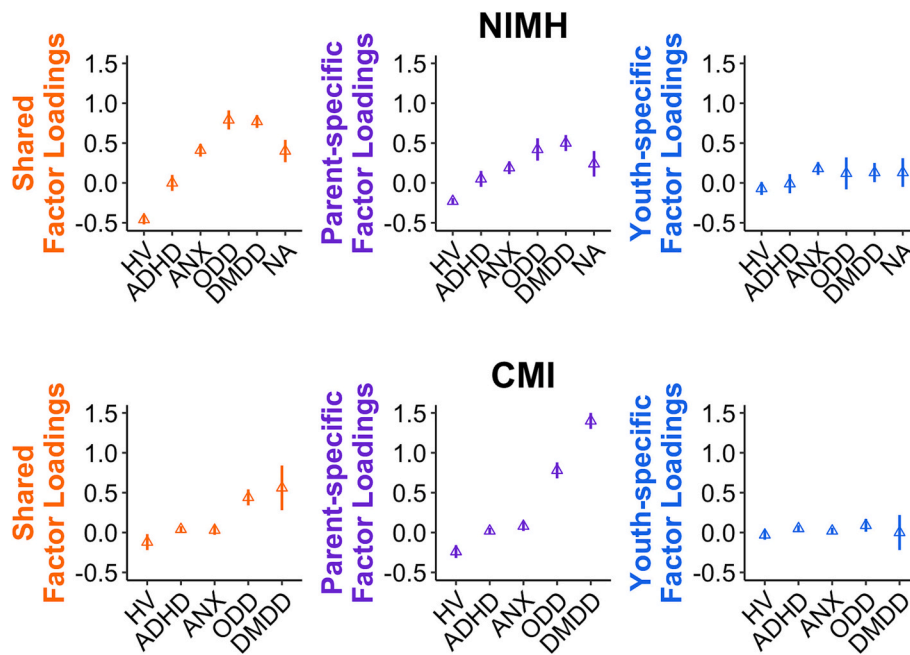 NIMH
Shared
Factor Loadings
1.5
1.0
0.5
0.0
-0.5
HV
ADHD
ANX
ODD
DMDD
NA
Parent-specific
Factor Loadings
1.5
1.0
0.5
0.0
-0.5
HV
ADHD
ANX
ODD
DMDD
NA
Youth-specific
Factor Loadings
1.5
1.0
0.5
0.0
-0.5
HV
ADHD
ANX
ODD
DMDD
NA
CMI
Shared
Factor Loadings
1.5
1.0
0.5
0.0
-0.5
HV
ADHD
ANX
ODD
DMDD
Parent-specific
Factor Loadings
1.5
1.0
0.5
0.0
-0.5
HV
ADHD
ANX
ODD
DMDD
Youth-specific
Factor Loadings
1.5
1.0
0.5
0.0
-0.5
HV
ADHD
ANX
ODD
DMDD